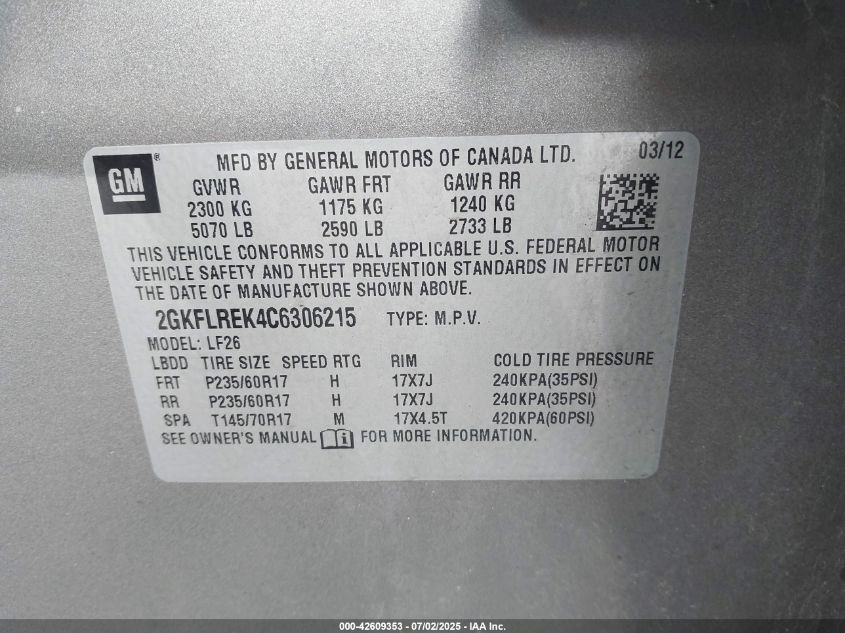 GM ®
MFD BY GENERAL MOTORS OF CANADA LTD. 03/12
GVWR GAWR FRT GAWR RR
2300 KG 1175 KG 1240 KG
5070 LB 2590 LB 2733 LB
THIS VEHICLE CONFORMS TO ALL APPLICABLE U.S. FEDERAL MOTOR
VEHICLE SAFETY AND THEFT PREVENTION STANDARDS IN EFFECT ON
THE DATE OF MANUFACTURE SHOWN ABOVE.
2GKFLREK4C6306215 TYPE: M.P.V.
MODEL: LF26
LBDD TIRE SIZE SPEED RTG RIM COLD TIRE PRESSURE
FRT P235/60R17 H 17X7J 240KPA(35PSI)
RR P235/60R17 H 17X7J 240KPA(35PSI)
SPA T145/70R17 M 17X4.5T 420KPA(60PSI)
SEE OWNER'S MANUAL FOR MORE INFORMATION.
000-42609353 - 07/02/2025 - IAA Inc.